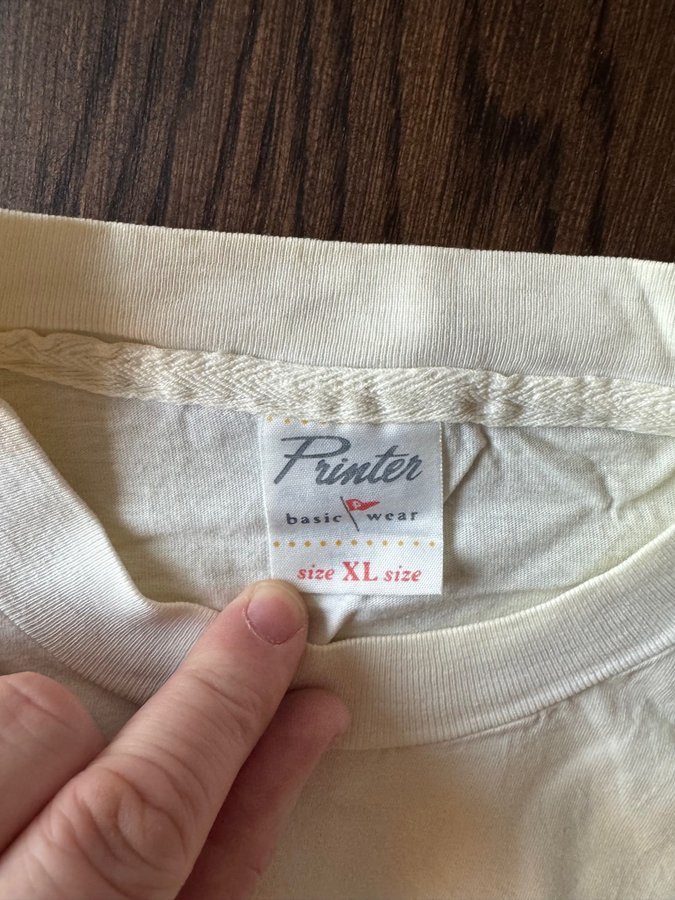 Printer
basic wear
size XL size